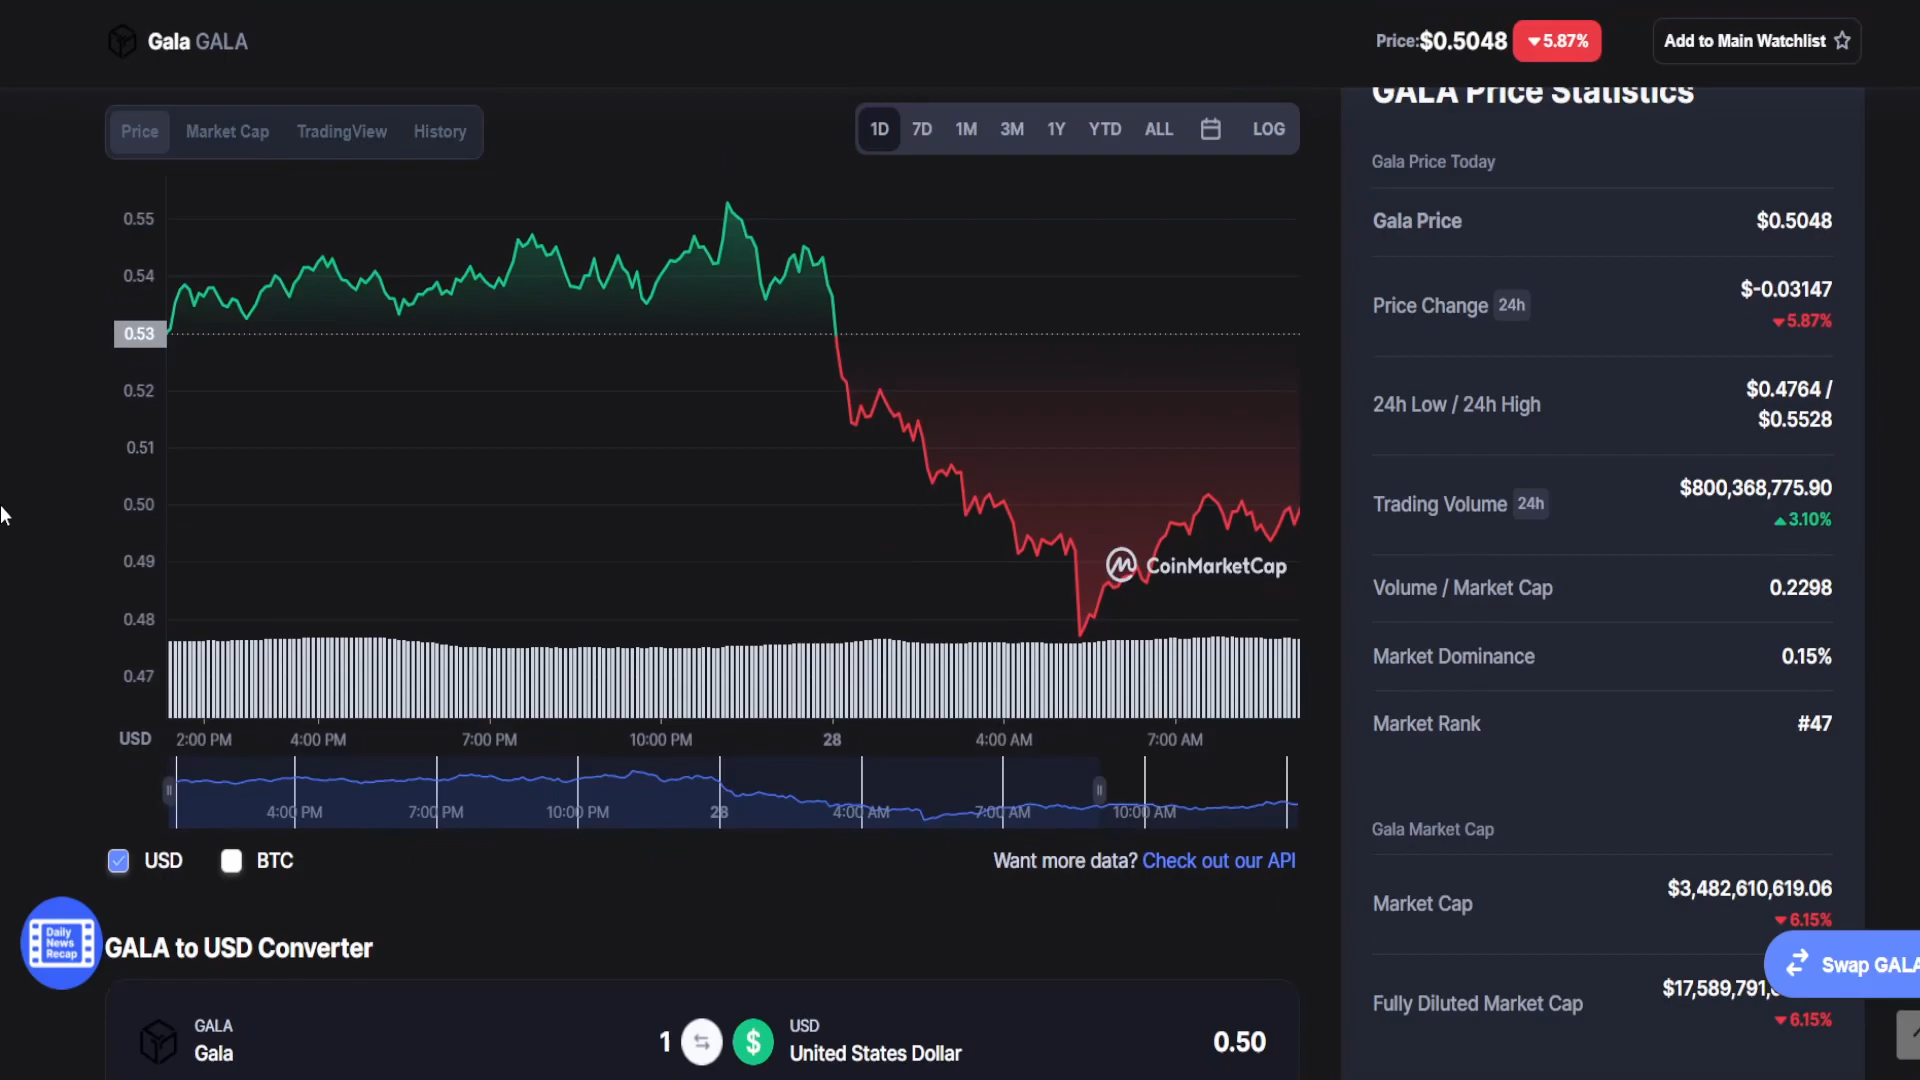 Gala GALA
Price:$0.5048 5.87%
Add to Main Watchlist
Price Market Cap TradingView History
1D 7D 1M 3M 1Y YTD ALL LOG
0.55
0.54
0.53
0.52
0.51
0.50
0.49
0.48
0.47
CoinMarketCap
USD 2:00 PM 4:00 PM 7:00 PM 10:00 PM 28 4:00 AM 7:00 AM
4:00 PM 7:00 PM 10:00 PM 28 4:00 AM 7:00 AM 10:00 AM
USD BTC
Want more data? Check out our API
Daily
News
Recap
GALA to USD Converter
GALA
Gala
1
USD
United States Dollar
0.50
GALA Price Statistics
Gala Price Today
Gala Price $0.5048
Price Change 24h $-0.03147
5.87%
24h Low / 24h High $0.4764 /
$0.5528
Trading Volume 24h $800,368,775.90
3.10%
Volume / Market Cap 0.2298
Market Dominance 0.15%
Market Rank #47
Gala Market Cap
Market Cap $3,482,610,619.06
6.15%
Swap GALA
Fully Diluted Market Cap $17,589,791,
6.15%